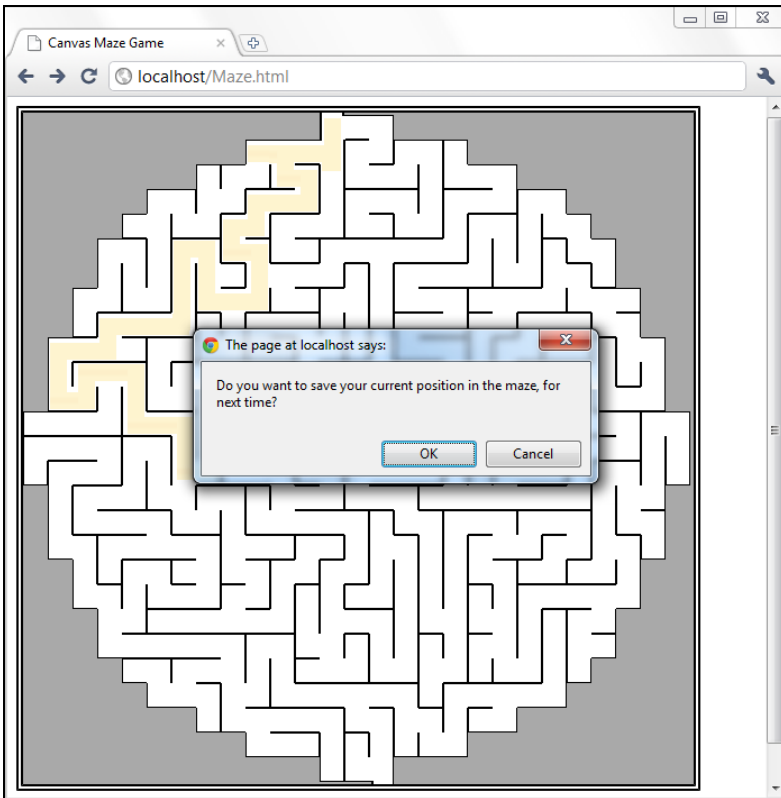 Canvas Maze Game
localhost/Maze.html
The page at localhost says:
Do you want to save your current position in the maze, for
next time?
OK
Cancel